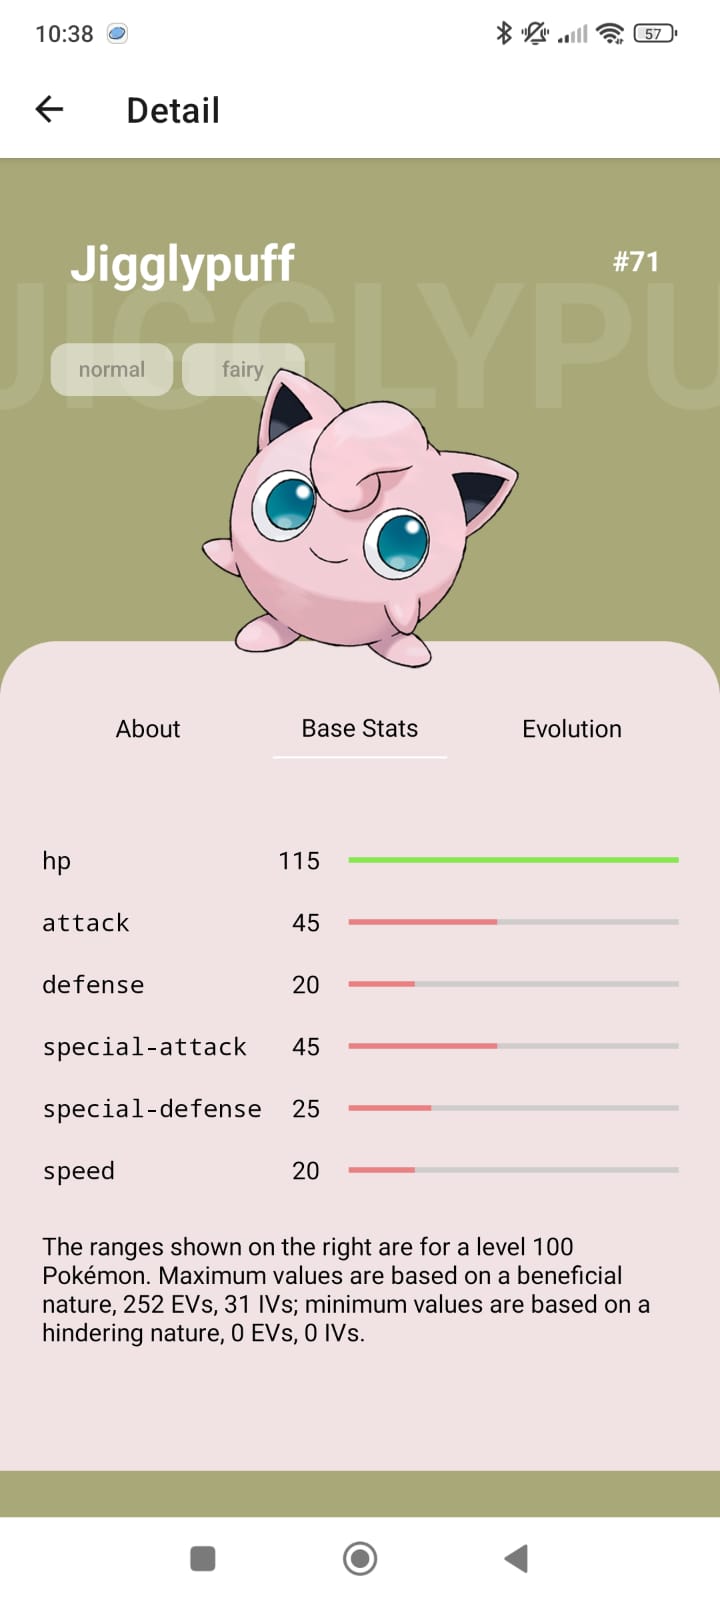 10:38
57
Detail
Jigglypuff
#71
JIGGLYPU
normal fairy
About Base Stats Evolution
hp 115
attack 45
defense 20
special-attack 45
special-defense 25
speed 20
The ranges shown on the right are for a level 100
Pokémon. Maximum values are based on a beneficial
nature, 252 EVs, 31 IVs; minimum values are based on a
hindering nature, 0 EVs, 0 IVs.